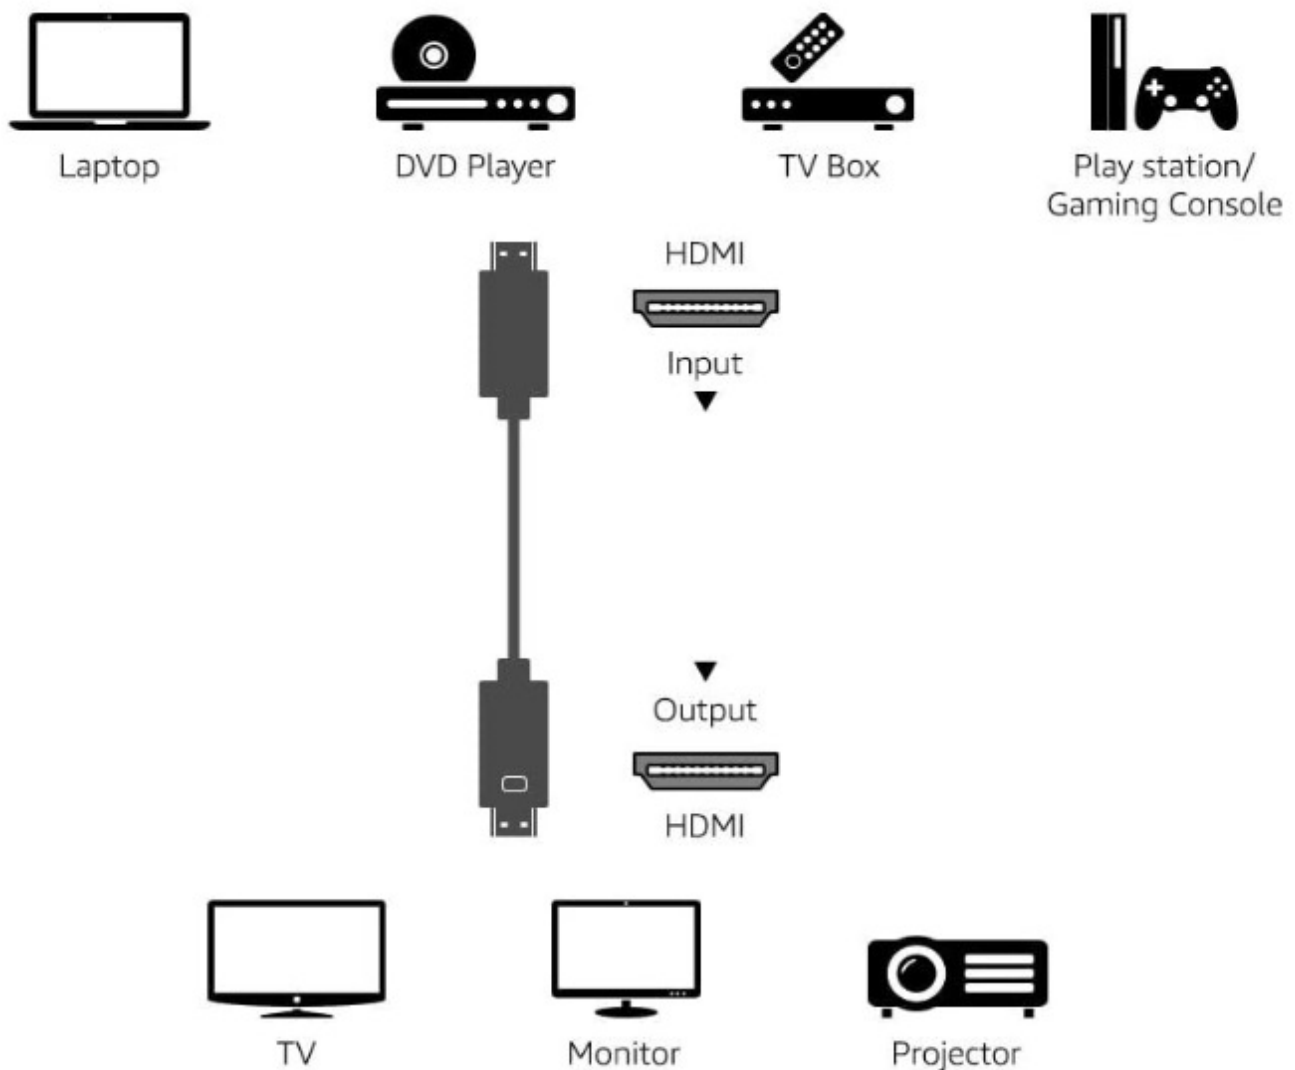 Laptop
DVD Player
TV Box
Play station/
Gaming Console
HDMI
Input
Output
HDMI
TV
Monitor
Projector